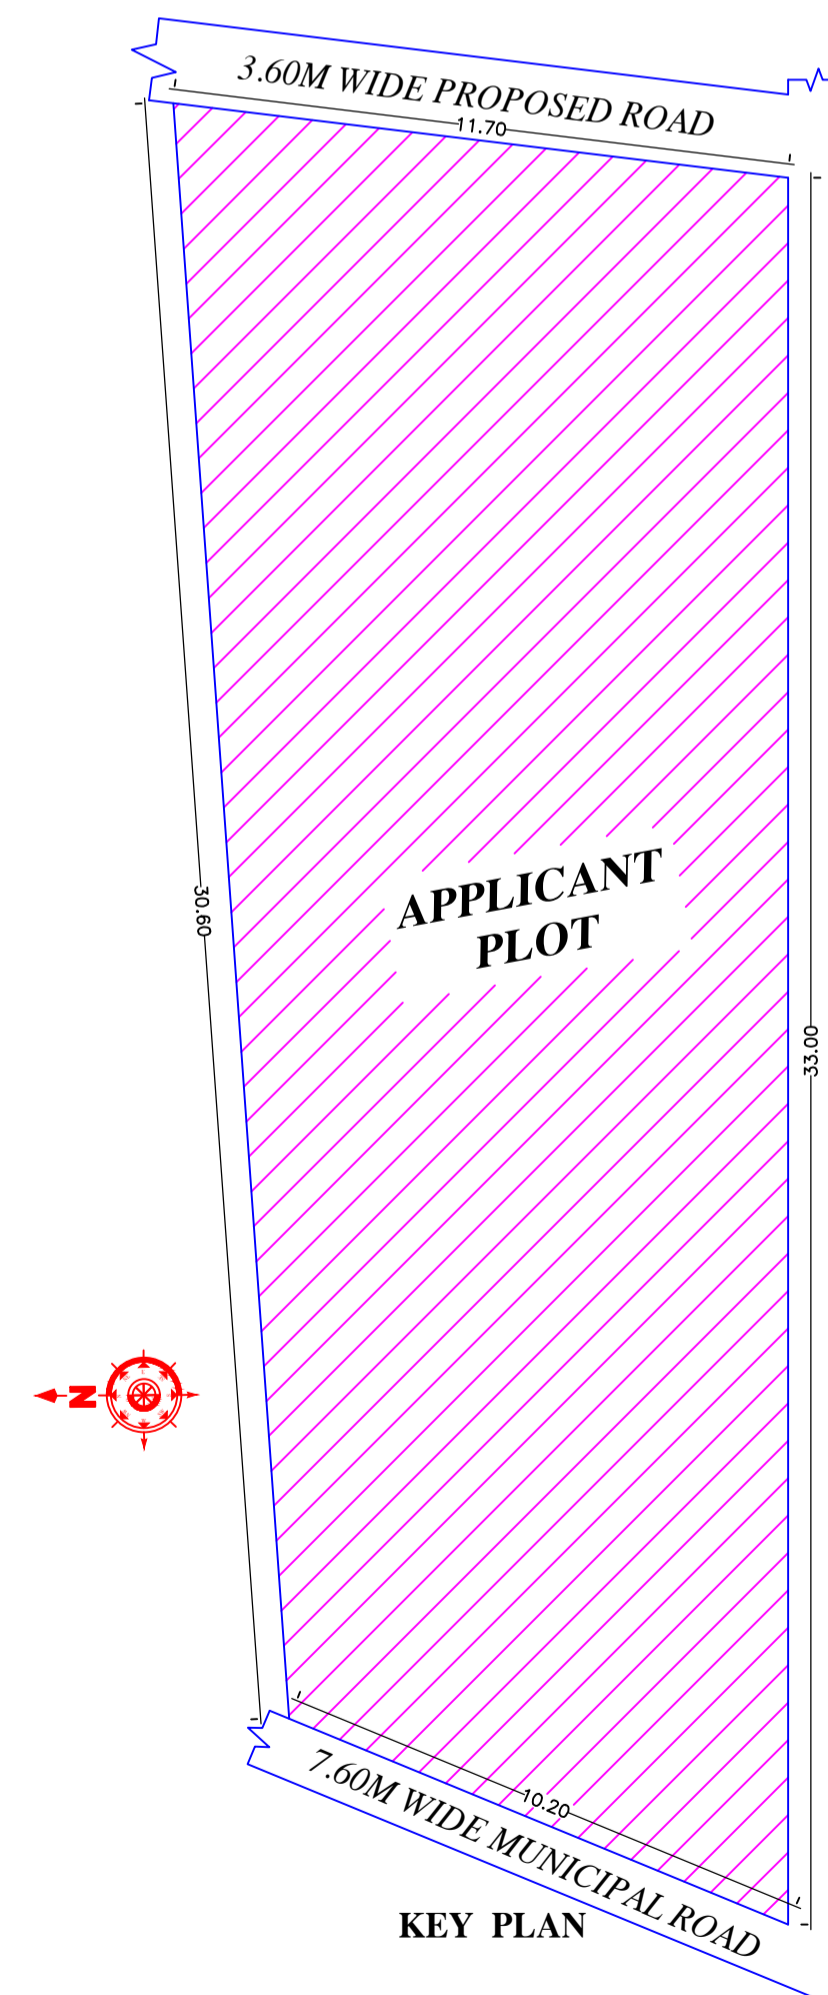 3.60M WIDE PROPOSED ROAD
11.70
APPLICANT
PLOT
30.60
33.00
N
10.20
7.60M WIDE MUNICIPAL ROAD
KEY PLAN